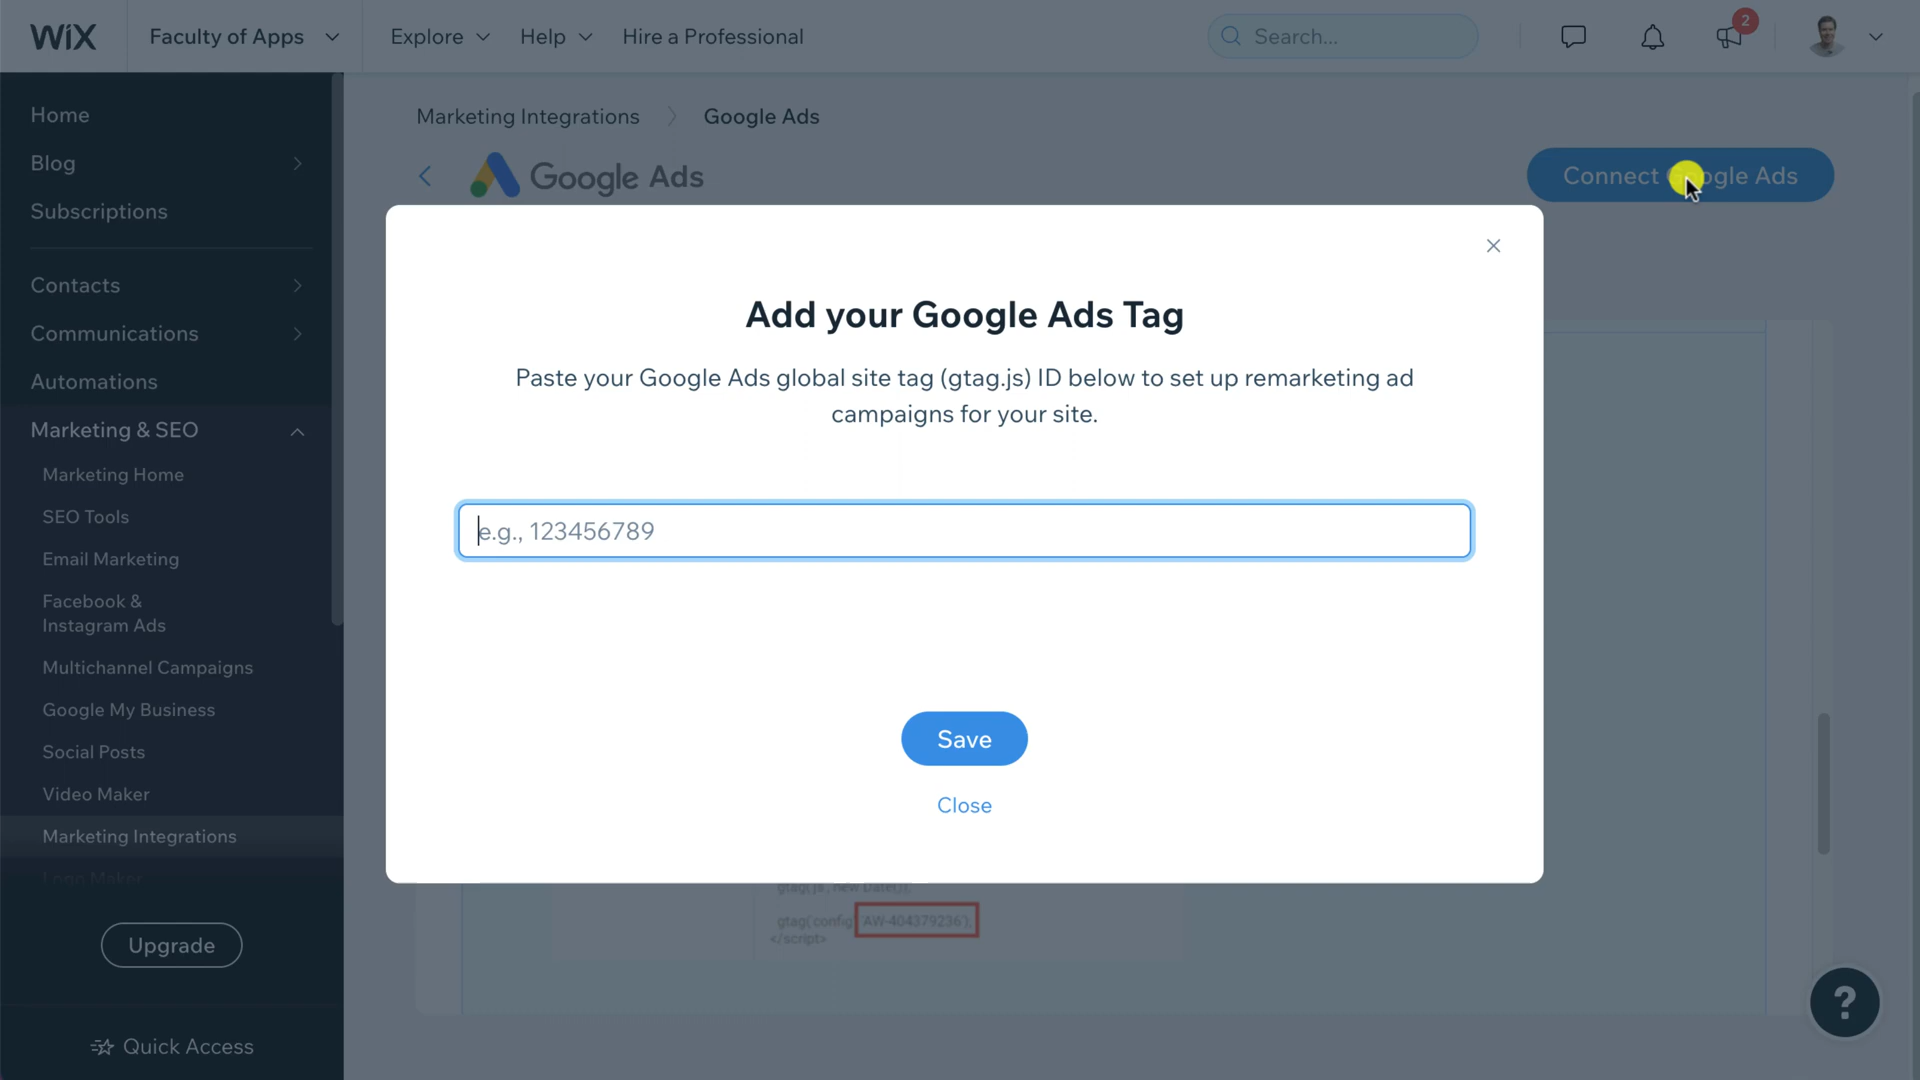 WiX
Faculty of Apps
Explore
Help
Hire a Professional
Search...
2
Home
Blog
Subscriptions
Contacts
Communications
Automations
Marketing & SEO
Marketing Home
SEO Tools
Email Marketing
Facebook &
Instagram Ads
Multichannel Campaigns
Google My Business
Social Posts
Video Maker
Marketing Integrations
Logo Maker
Upgrade
Quick Access
Marketing Integrations
Google Ads
Google Ads
Connect Google Ads
Add your Google Ads Tag
Paste your Google Ads global site tag (gtag.js) ID below to set up remarketing ad
campaigns for your site.
e.g., 123456789
Save
Close
gtag('js', new Date());
gtag('config' 'AW-404379236');
</script>
?